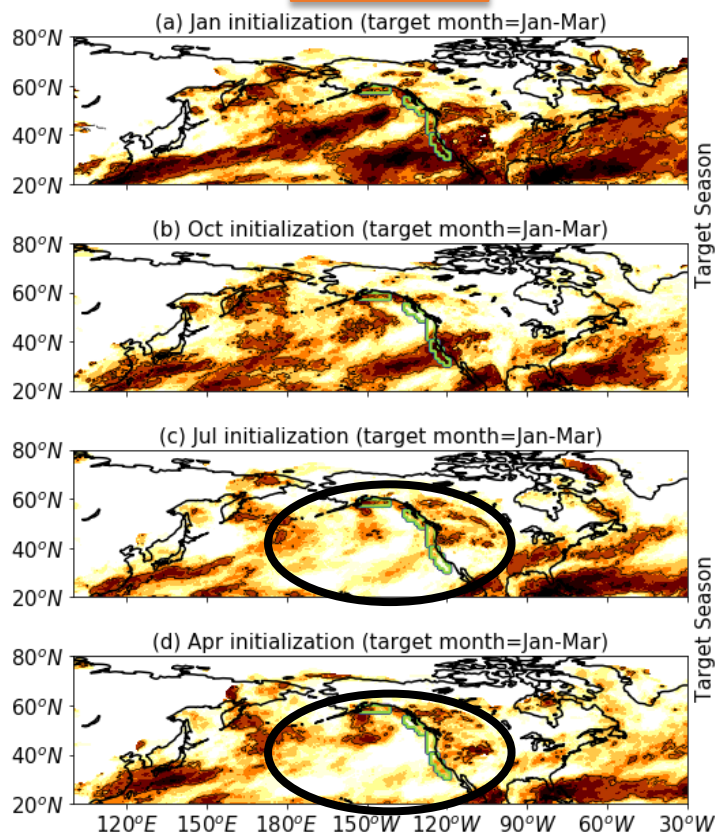 (a) Jan initialization (target month=Jan-Mar)
80°N
60°N
40°N
20°N
Target Season
(b) Oct initialization (target month=Jan-Mar)
80°N
60°N
40°N
20°N
(c) Jul initialization (target month=Jan-Mar)
80°N
60°N
40°N
20°N
Target Season
(d) Apr initialization (target month=Jan-Mar)
80°N
60°N
40°N
20°N
120°E 150°E 180°E 150°W 120°W 90°W 60°W 30°W